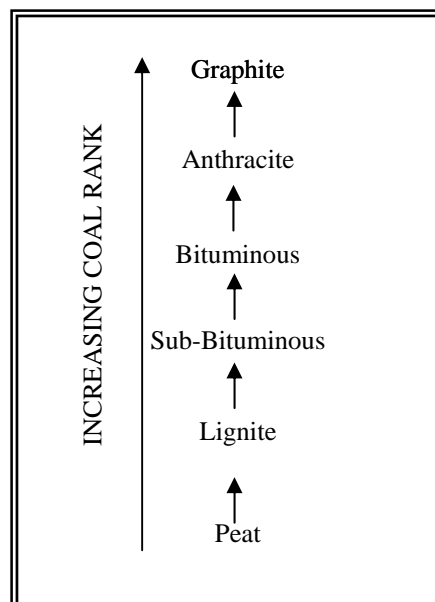 INCREASING COAL RANK
Graphite
Anthracite
Bituminous
Sub-Bituminous
Lignite
Peat